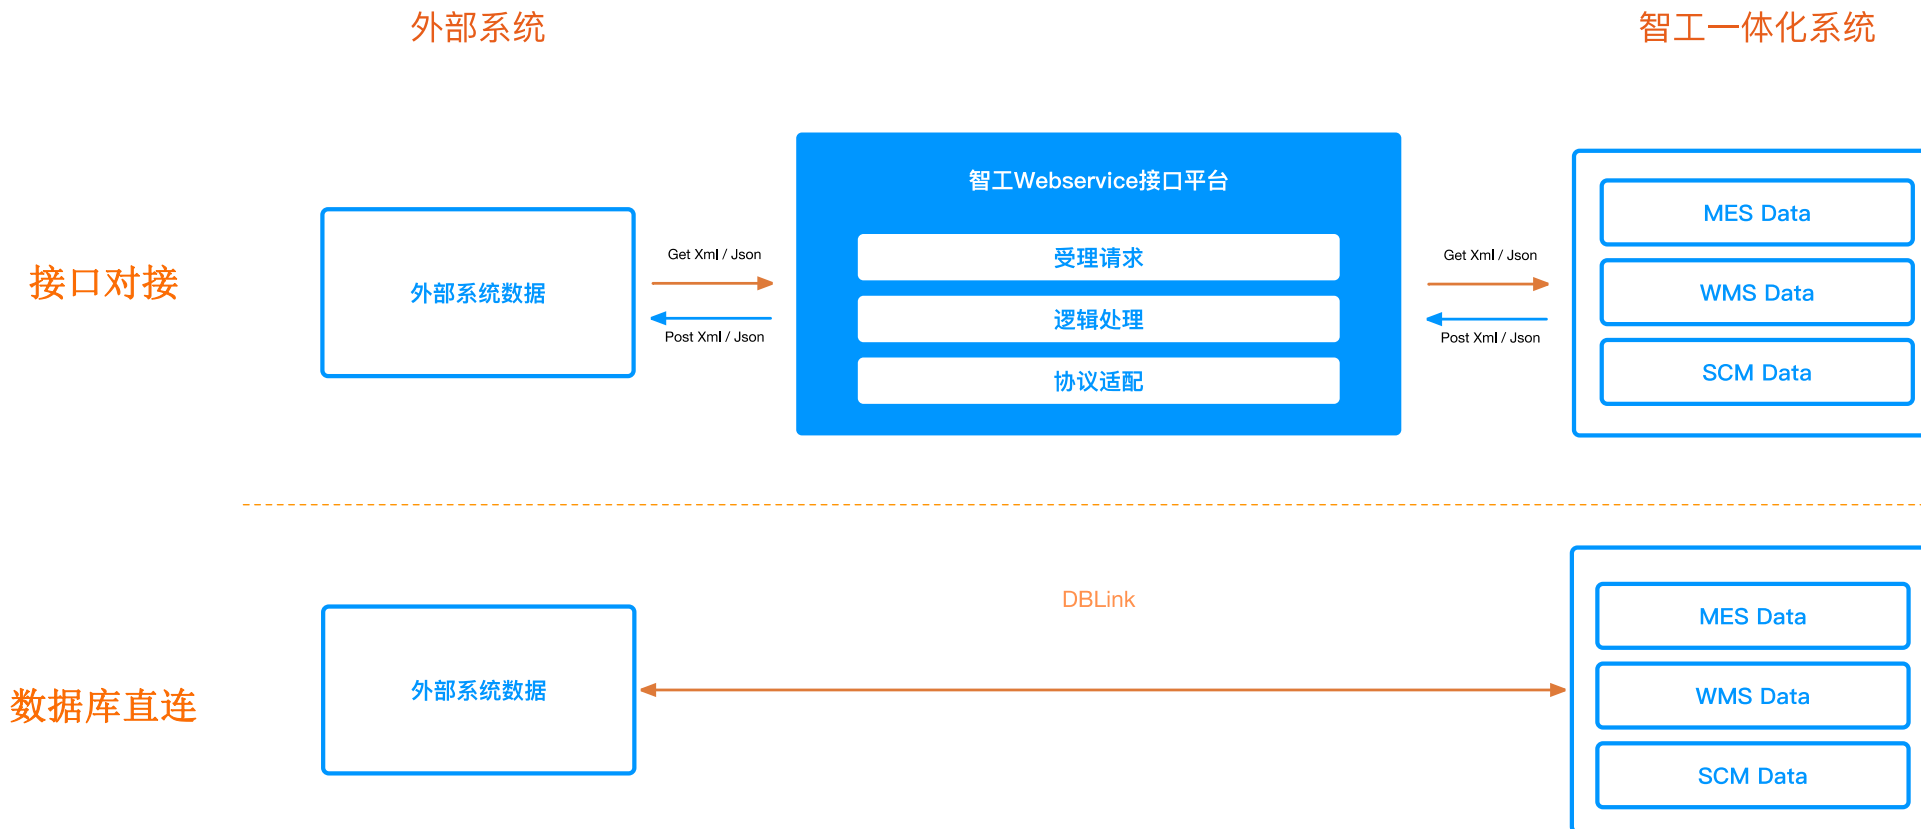 外部系统
智工一体化系统
接口对接
外部系统数据
Get Xml / Json
Post Xml / Json
智工Webservice接口平台
受理请求
逻辑处理
协议适配
Get Xml / Json
Post Xml / Json
MES Data
WMS Data
SCM Data
数据库直连
外部系统数据
DBLink
MES Data
WMS Data
SCM Data